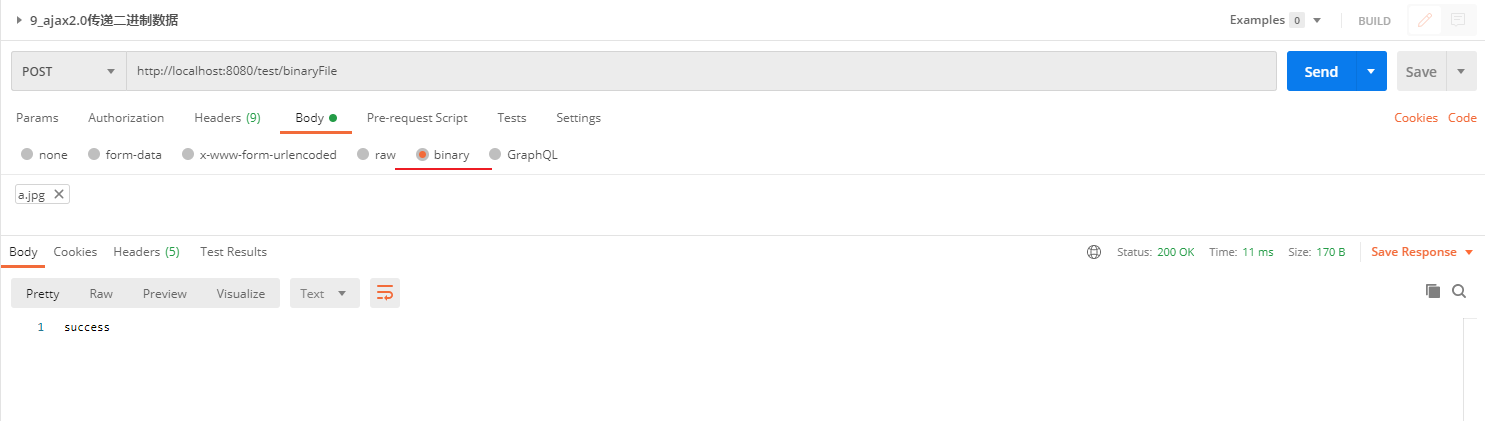 9_ajax2.0传递二进制数据 Examples 0 BUILD
POST http://localhost:8080/test/binaryFile Send Save
Params Authorization Headers (9) Body Pre-request Script Tests Settings Cookies Code
none form-data x-www-form-urlencoded raw binary GraphQL
a.jpg
Body Cookies Headers (5) Test Results Status: 200 OK Time: 11 ms Size: 170 B Save Response
Pretty Raw Preview Visualize Text
1 success